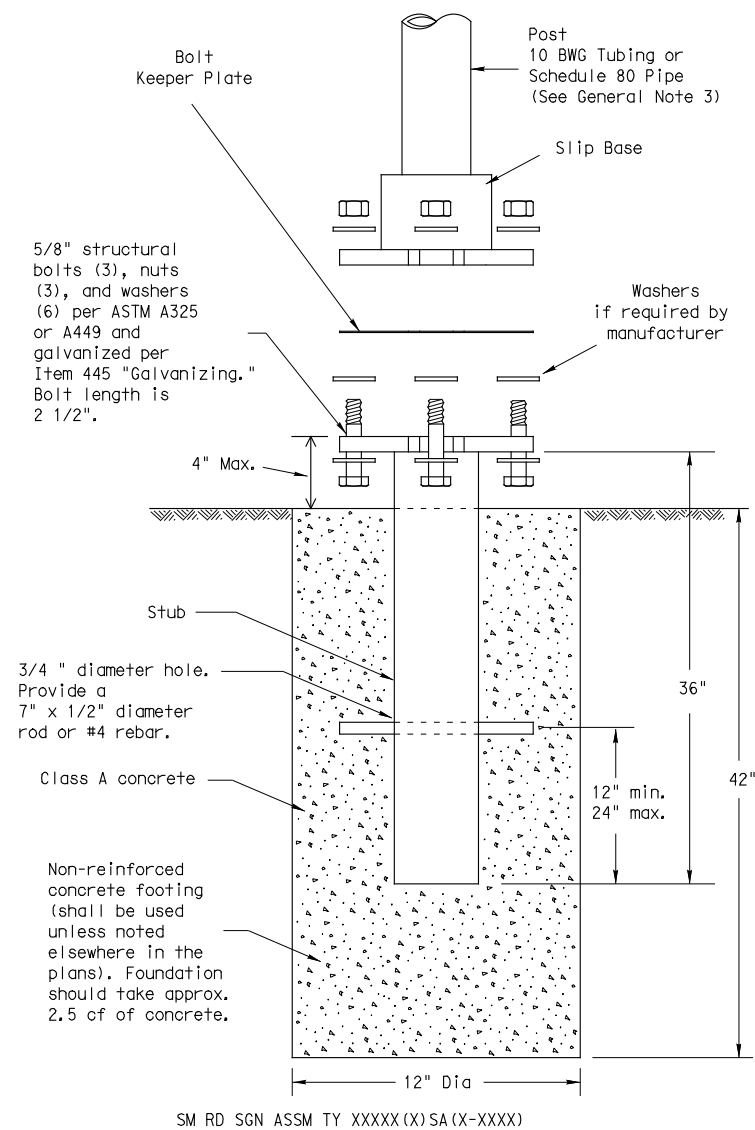 Bolt
Keeper Plate
Post
10 BWG Tubing or
Schedule 80 Pipe
(See General Note 3)
Slip Base
5/8" structural
bolts (3), nuts
(3), and washers
(6) per ASTM A325
or A449 and
galvanized per
Item 445 "Galvanizing."
Bolt length is
2 1/2".
Washers
if required by
manufacturer
4" Max.
Stub
3/4 " diameter hole.
Provide a
7" x 1/2" diameter
rod or #4 rebar.
36"
Class A concrete
12" min.
24" max.
42"
Non-reinforced
concrete footing
(shall be used
unless noted
elsewhere in the
plans). Foundation
should take approx.
2.5 cf of concrete.
12" Dia
SM RD SGN ASSM TY XXXXX(X)SA(X-XXXX)